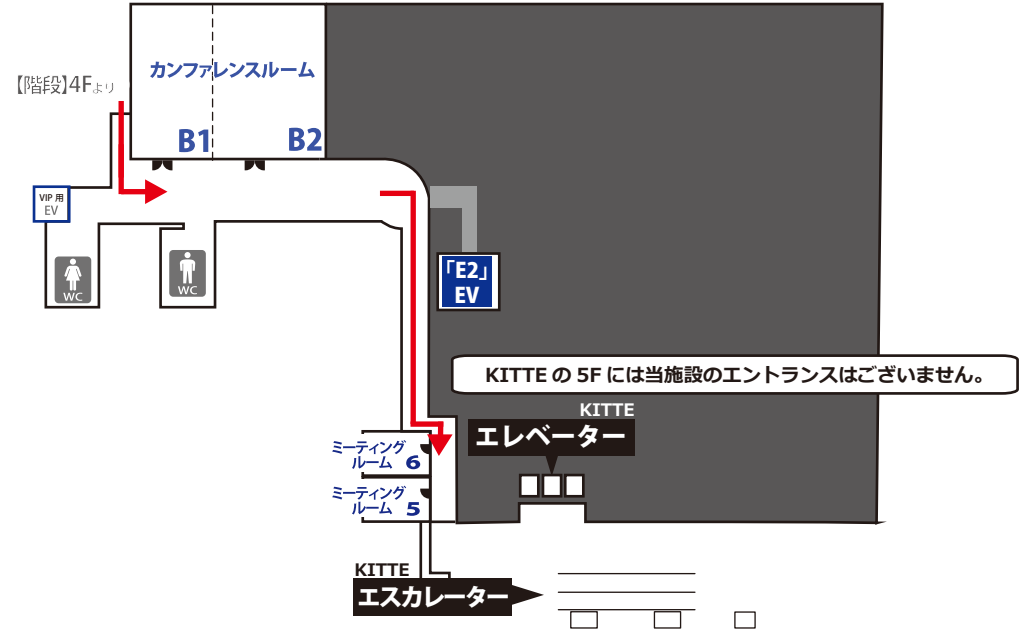 カンファレンスルーム
【階段】4Fより
B1
B2
VIP 用
EV
WC
WC
「E2」
EV
KITTE の 5F には当施設のエントランスはございません。
KITTE
エレベーター
ミーティング
ルーム 6
ミーティング
ルーム 5
KITTE
エスカレーター